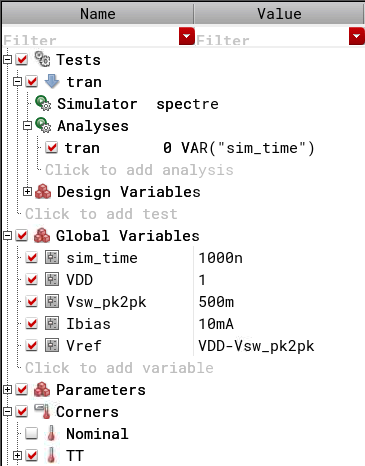 Name Value
Filter Filter
Tests
tran
Simulator spectre
Analyses
tran 0 VAR("sim_time")
Click to add analysis
Design Variables
Click to add test
Global Variables
sim_time 1000n
VDD 1
Vsw_pk2pk 500m
Ibias 10mA
Vref VDD-Vsw_pk2pk
Click to add variable
Parameters
Corners
Nominal
TT